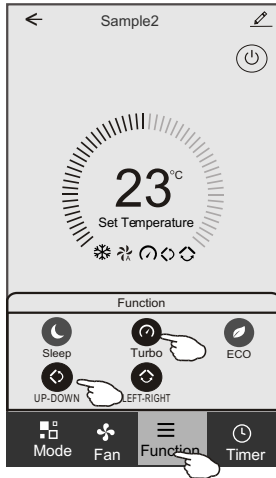 Sample2
23°C
Set Temperature
A
Function
Sleep Turbo ECO
UP-DOWN LEFT-RIGHT
Mode Fan Function Timer